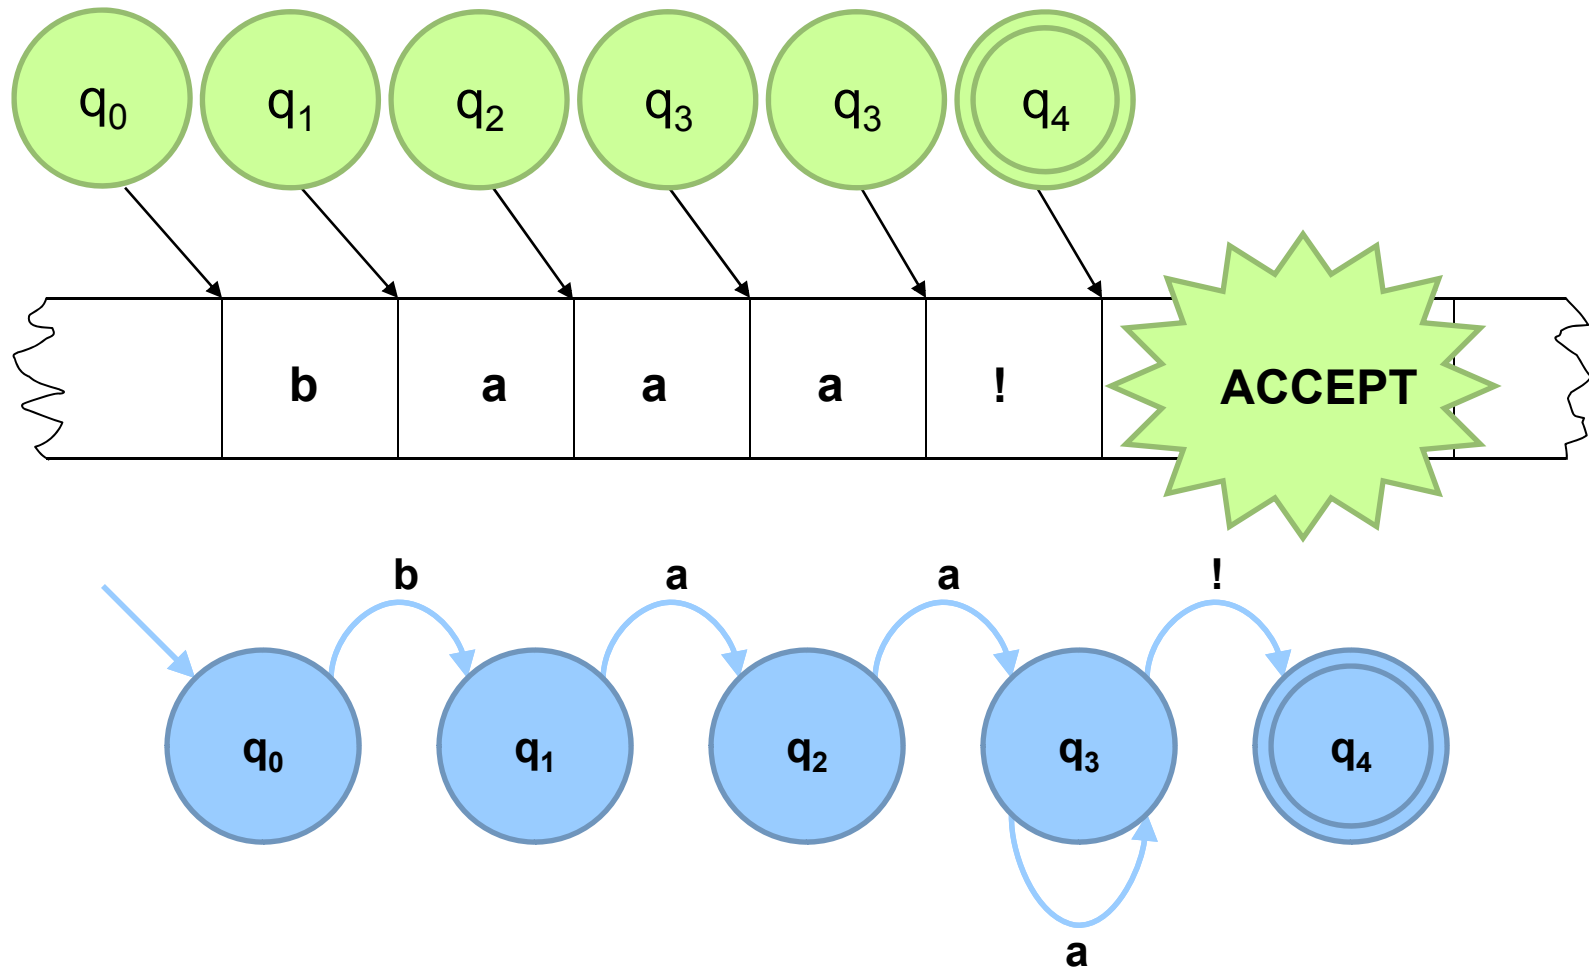 q₀ q₁ q₂ q₃ q₃ q₄
b a a a ! ACCEPT
b a a !
q₀ q₁ q₂ q₃ q₄
a